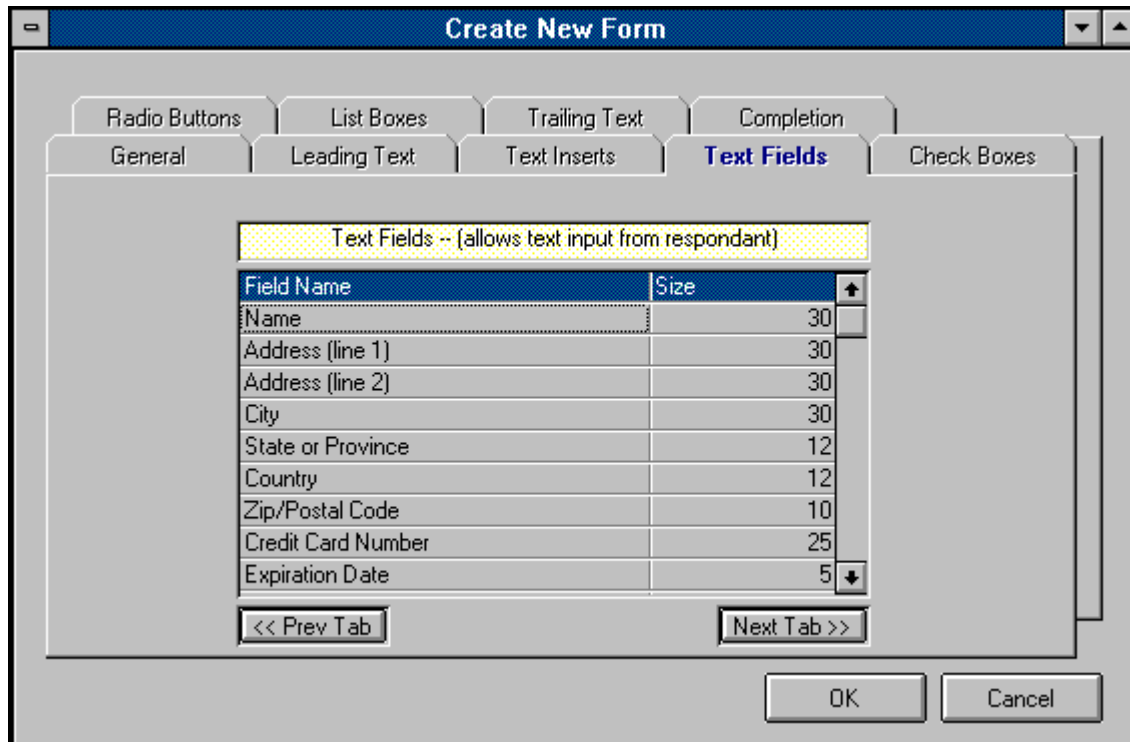 Create New Form
Radio Buttons List Boxes Trailing Text Completion
General Leading Text Text Inserts Text Fields Check Boxes
Text Fields -- (allows text input from respondant)
Field Name Size
Name 30
Address (line 1) 30
Address (line 2) 30
City 30
State or Province 12
Country 12
Zip/Postal Code 10
Credit Card Number 25
Expiration Date 5
<< Prev Tab Next Tab >>
OK Cancel